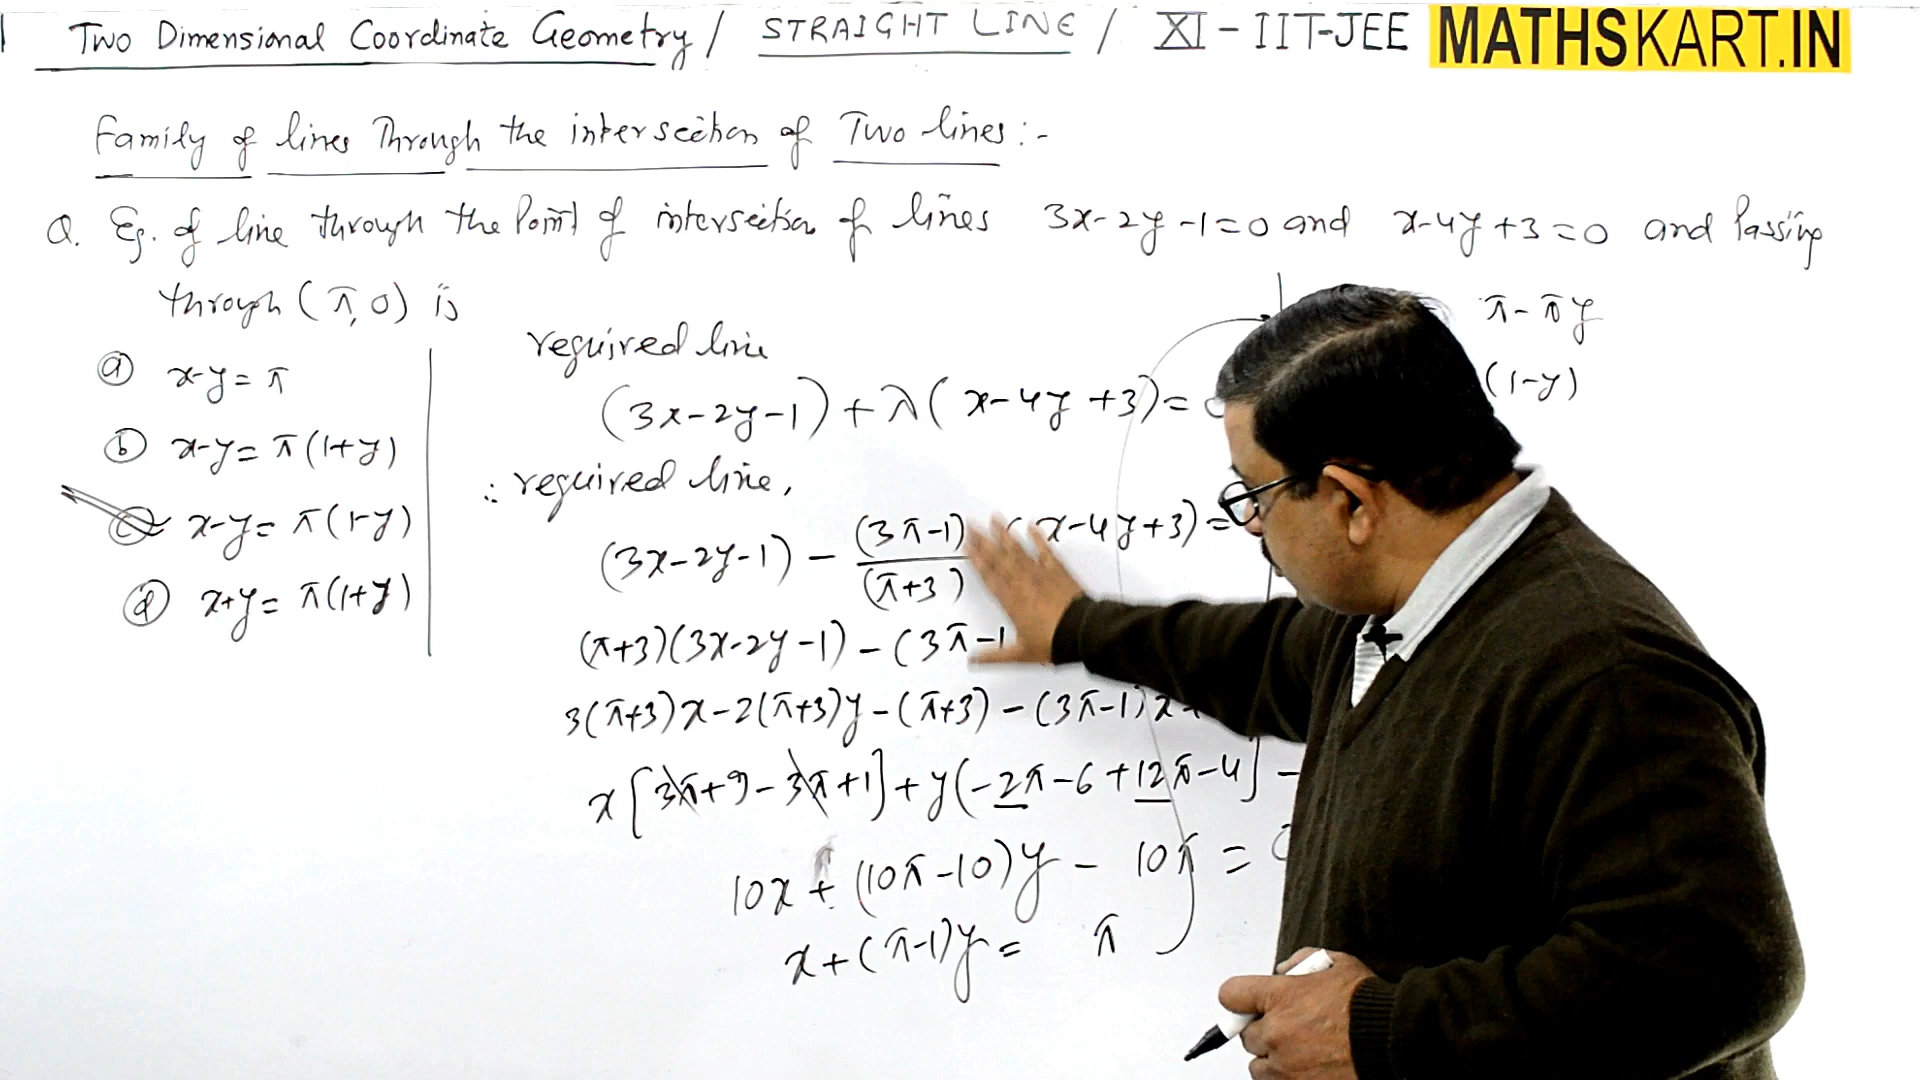 Two Dimensional Coordinate Geometry / STRAIGHT LINE / XI - IIT-JEE MATHSKART.IN
Family of lines Through the intersection of Two lines:-
Q. Eq. of line through the Point of intersection of lines 3x-2y-1=0 and x-4y+3=0 and Passing
through (π,0) is
ⓐ x-y=π
ⓑ x-y=π(1+y)
ⓒ x-y=π(1-y)
ⓓ x+y=π(1+y)
required line
(3x-2y-1)+λ(x-4y+3)=0
∴ required line,
(3x-2y-1) - (3π-1)/(π+3) (x-4y+3)=
(π+3)(3x-2y-1)-(3π-1
3(π+3)x-2(π+3)y-(π+3)-(3π-1)x+
x[3π+9-3π+1]+y(-2π-6+12π-4]-
10x+(10π-10)y-10π=0
x+(π-1)y=π
π-πy
(1-y)